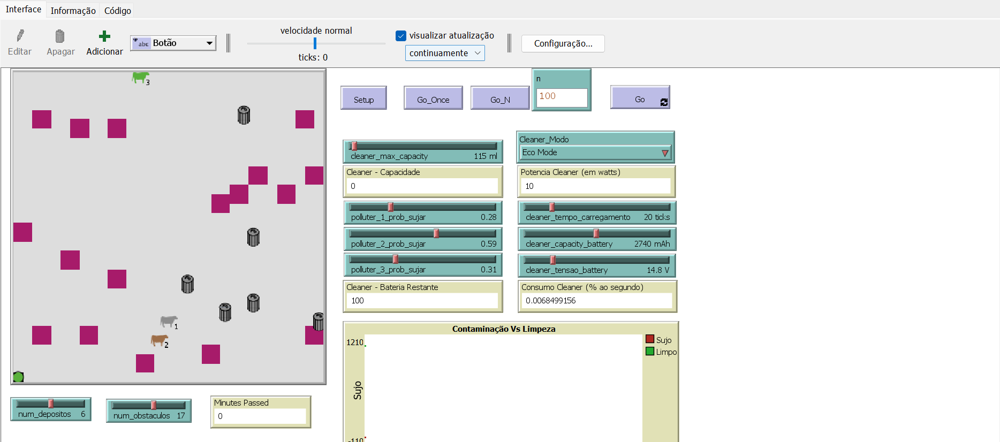 Interface Informação Código
Editar Apagar Adicionar
abc Botão
velocidade normal
ticks: 0
visualizar atualização
continuamente
Configuração...
3
1
2
Setup
Go_Once
Go_N
n
100
Go
cleaner_max_capacity 115 ml
Cleaner_Modo
Eco Mode
Cleaner - Capacidade
0
Potencia Cleaner (em watts)
10
polluter_1_prob_sujar 0.28
cleaner_tempo_carregamento 20 ticks
polluter_2_prob_sujar 0.59
cleaner_capacity_battery 2740 mAh
polluter_3_prob_sujar 0.31
cleaner_tensao_battery 14.8 V
Cleaner - Bateria Restante
100
Consumo Cleaner (% ao segundo)
0.0068499156
Contaminação Vs Limpeza
1210
Sujo
-110
Sujo
Limpo
num_depositos 6
num_obstaculos 17
Minutes Passed
0